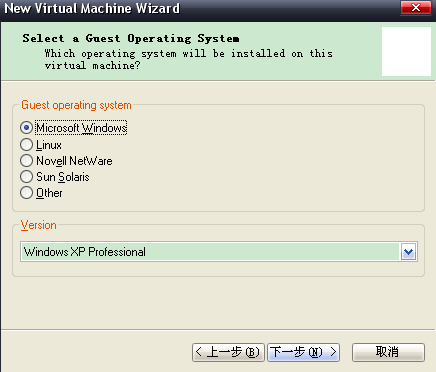 New Virtual Machine Wizard
Select a Guest Operating System
Which operating system will be installed on this
virtual machine?
Guest operating system
Microsoft Windows
Linux
Novell NetWare
Sun Solaris
Other
Version
Windows XP Professional
< 上一步(B)
下一步(N) >
取消